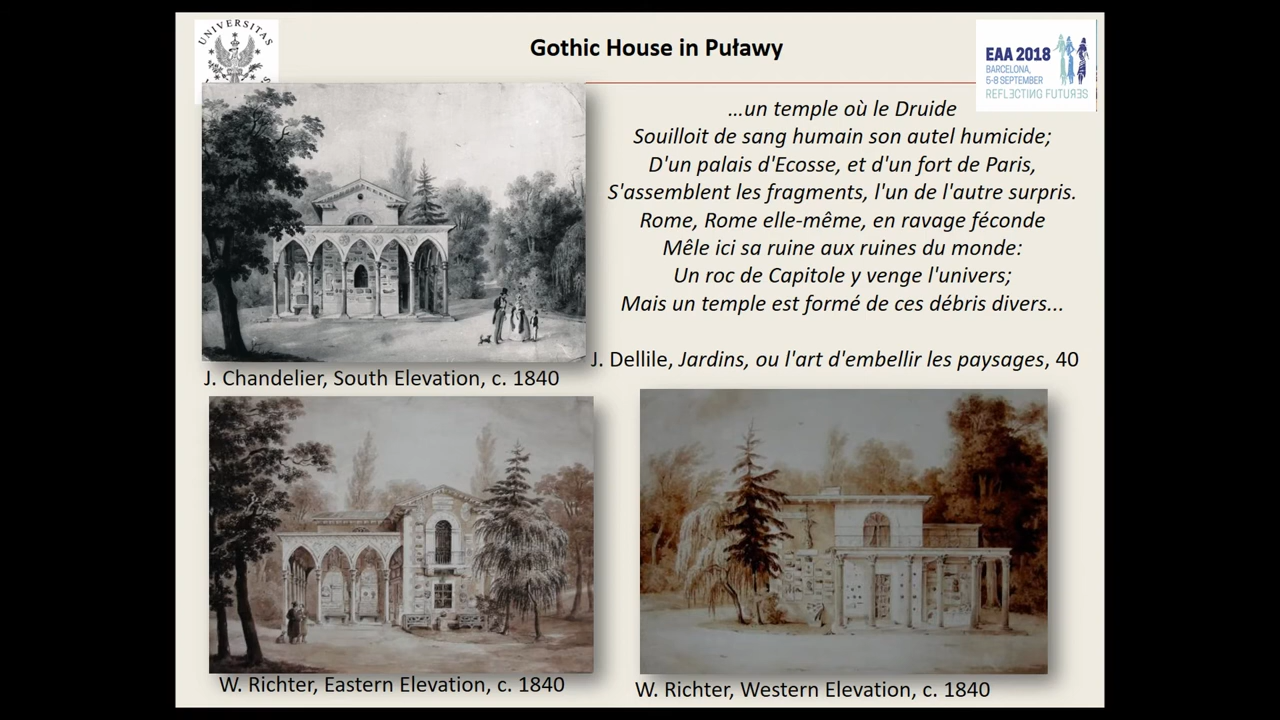 UNIVERSITAS
Gothic House in Puławy
EAA 2018
BARCELONA,
5-8 SEPTEMBER
REFLECTING FUTURES
...un temple où le Druide
Souilloit de sang humain son autel humicide;
D'un palais d'Ecosse, et d'un fort de Paris,
S'assemblent les fragments, l'un de l'autre surpris.
Rome, Rome elle-même, en ravage féconde
Mêle ici sa ruine aux ruines du monde:
Un roc de Capitole y venge l'univers;
Mais un temple est formé de ces débris divers...
J. Dellile, Jardins, ou l'art d'embellir les paysages, 40
J. Chandelier, South Elevation, c. 1840
W. Richter, Eastern Elevation, c. 1840
W. Richter, Western Elevation, c. 1840